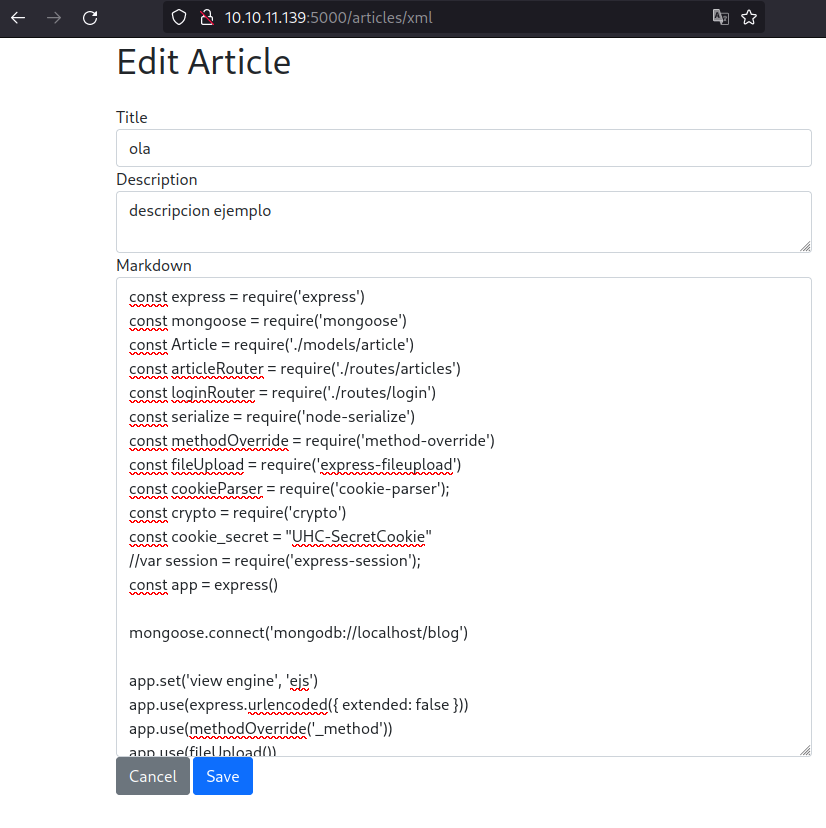 10.10.11.139:5000/articles/xml
Edit Article
Title
ola
Description
descripcion ejemplo
Markdown
const express = require('express')
const mongoose = require('mongoose')
const Article = require('./models/article')
const articleRouter = require('./routes/articles')
const loginRouter = require('./routes/login')
const serialize = require('node-serialize')
const methodOverride = require('method-override')
const fileUpload = require('express-fileupload')
const cookieParser = require('cookie-parser');
const crypto = require('crypto')
const cookie_secret = "UHC-SecretCookie"
//var session = require('express-session');
const app = express()
mongoose.connect('mongodb://localhost/blog')
app.set('view engine', 'ejs')
app.use(express.urlencoded({ extended: false }))
app.use(methodOverride('_method'))
app.use(fileUpload())
Cancel Save